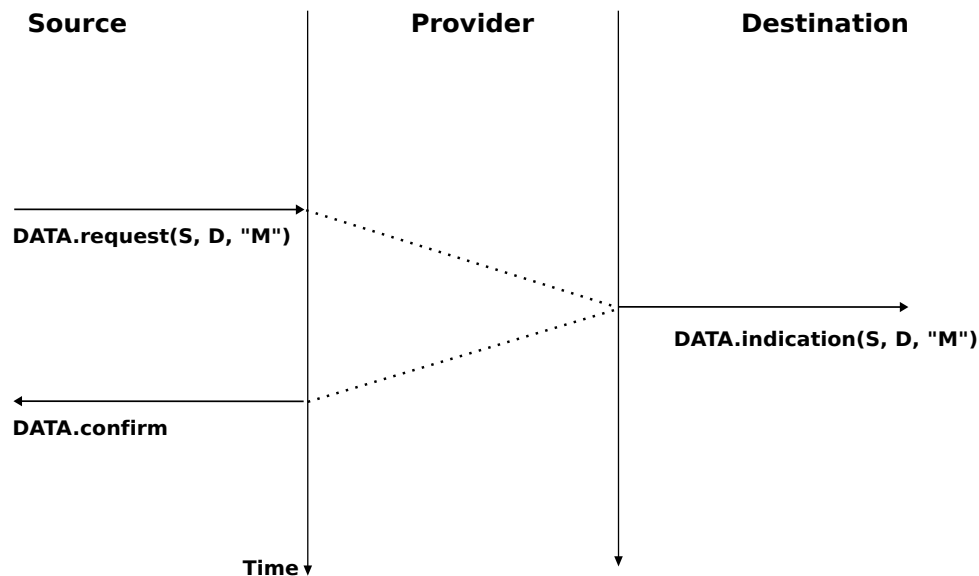 Source
Provider
Destination
DATA.request(S, D, "M")
DATA.indication(S, D, "M")
DATA.confirm
Time